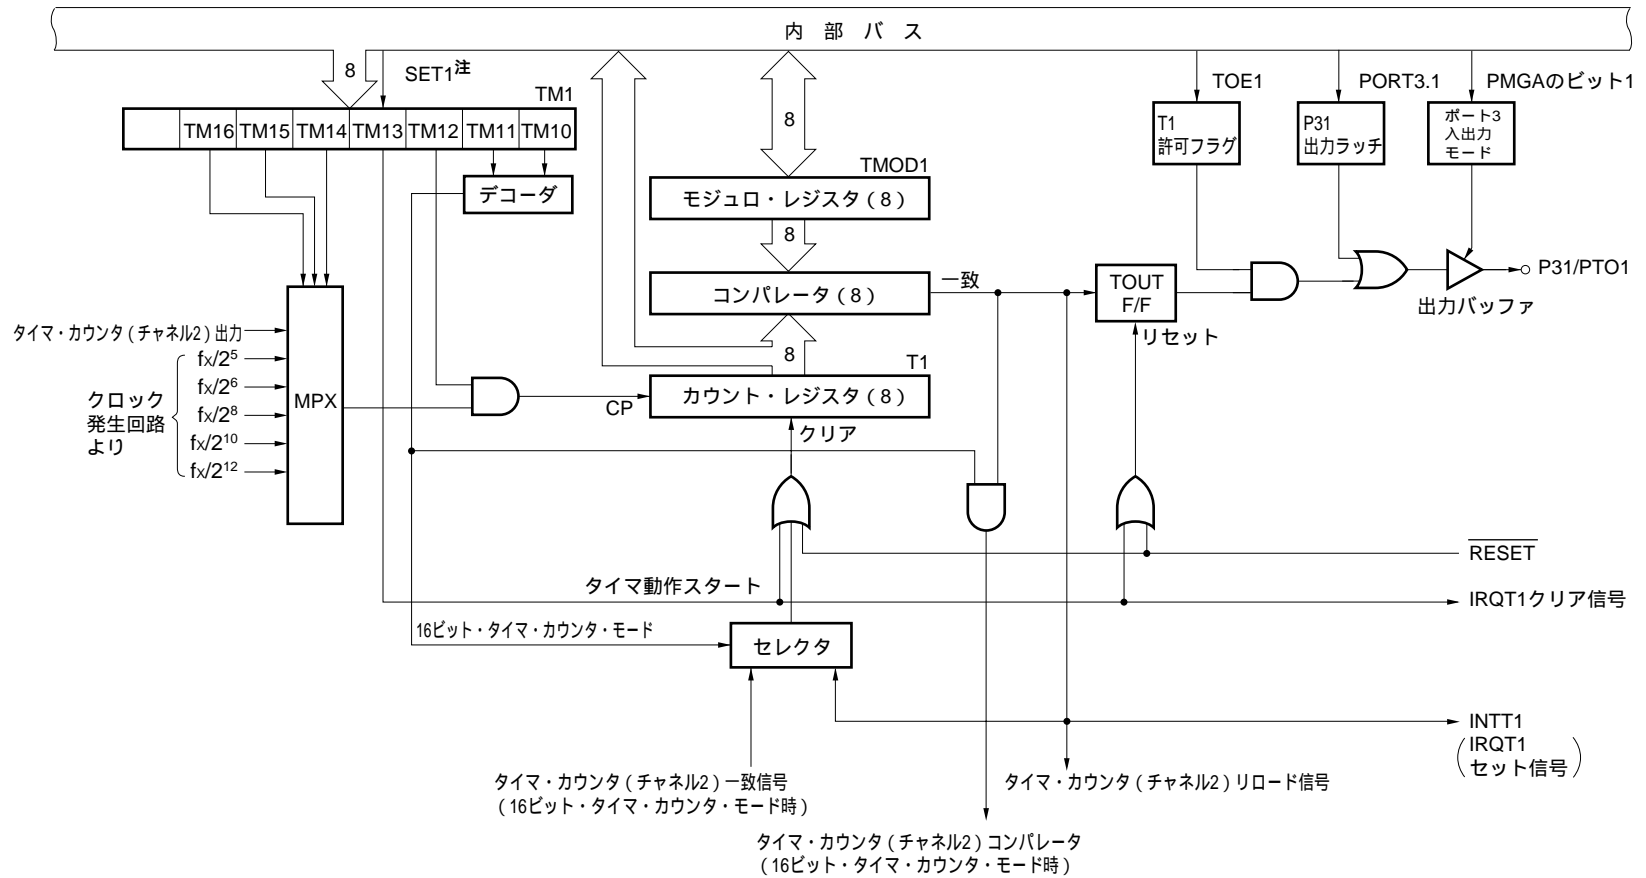 内 部 バ ス
8
SET1注
TM1
TM16 TM15 TM14 TM13 TM12 TM11 TM10
デコーダ
8
TMOD1
モジュロ・レジスタ（8）
8
コンパレータ（8）
一致
8
T1
カウント・レジスタ（8）
CP
クリア
TOE1
T1
許可フラグ
PORT3.1
P31
出力ラッチ
PMGAのビット1
ポート3
入出力
モード
TOUT
F/F
リセット
P31/PTO1
出力バッファ
タイマ・カウンタ（チャネル2）出力
fX/2⁵
fX/2⁶
fX/2⁸
fX/2¹⁰
fX/2¹²
クロック
発生回路
より
MPX
RESET
タイマ動作スタート
IRQT1クリア信号
16ビット・タイマ・カウンタ・モード
セレクタ
INTT1
（IRQT1
セット信号）
タイマ・カウンタ（チャネル2）一致信号
（16ビット・タイマ・カウンタ・モード時）
タイマ・カウンタ（チャネル2）リロード信号
タイマ・カウンタ（チャネル2）コンパレータ
（16ビット・タイマ・カウンタ・モード時）